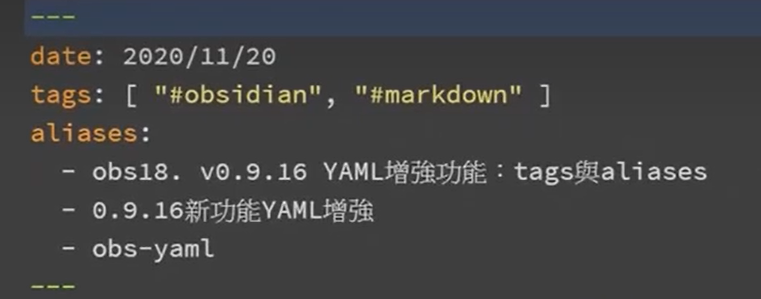 ---
date: 2020/11/20
tags: [ "#obsidian", "#markdown" ]
aliases:
  - obs18. v0.9.16 YAML增強功能：tags與aliases
  - 0.9.16新功能YAML增強
  - obs-yaml
---